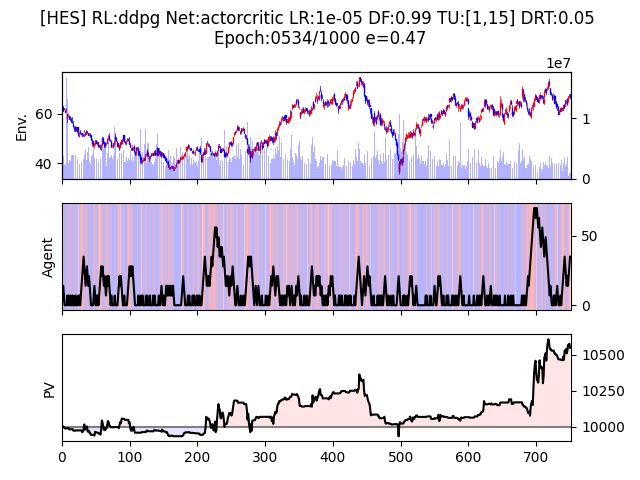 [HES] RL:ddpg Net:actorcritic LR:1e-05 DF:0.99 TU:[1,15] DRT:0.05
Epoch:0534/1000 e=0.47
1e7
Env.
60
40
1
0
Agent
50
0
PV
10500
10250
10000
0 100 200 300 400 500 600 700